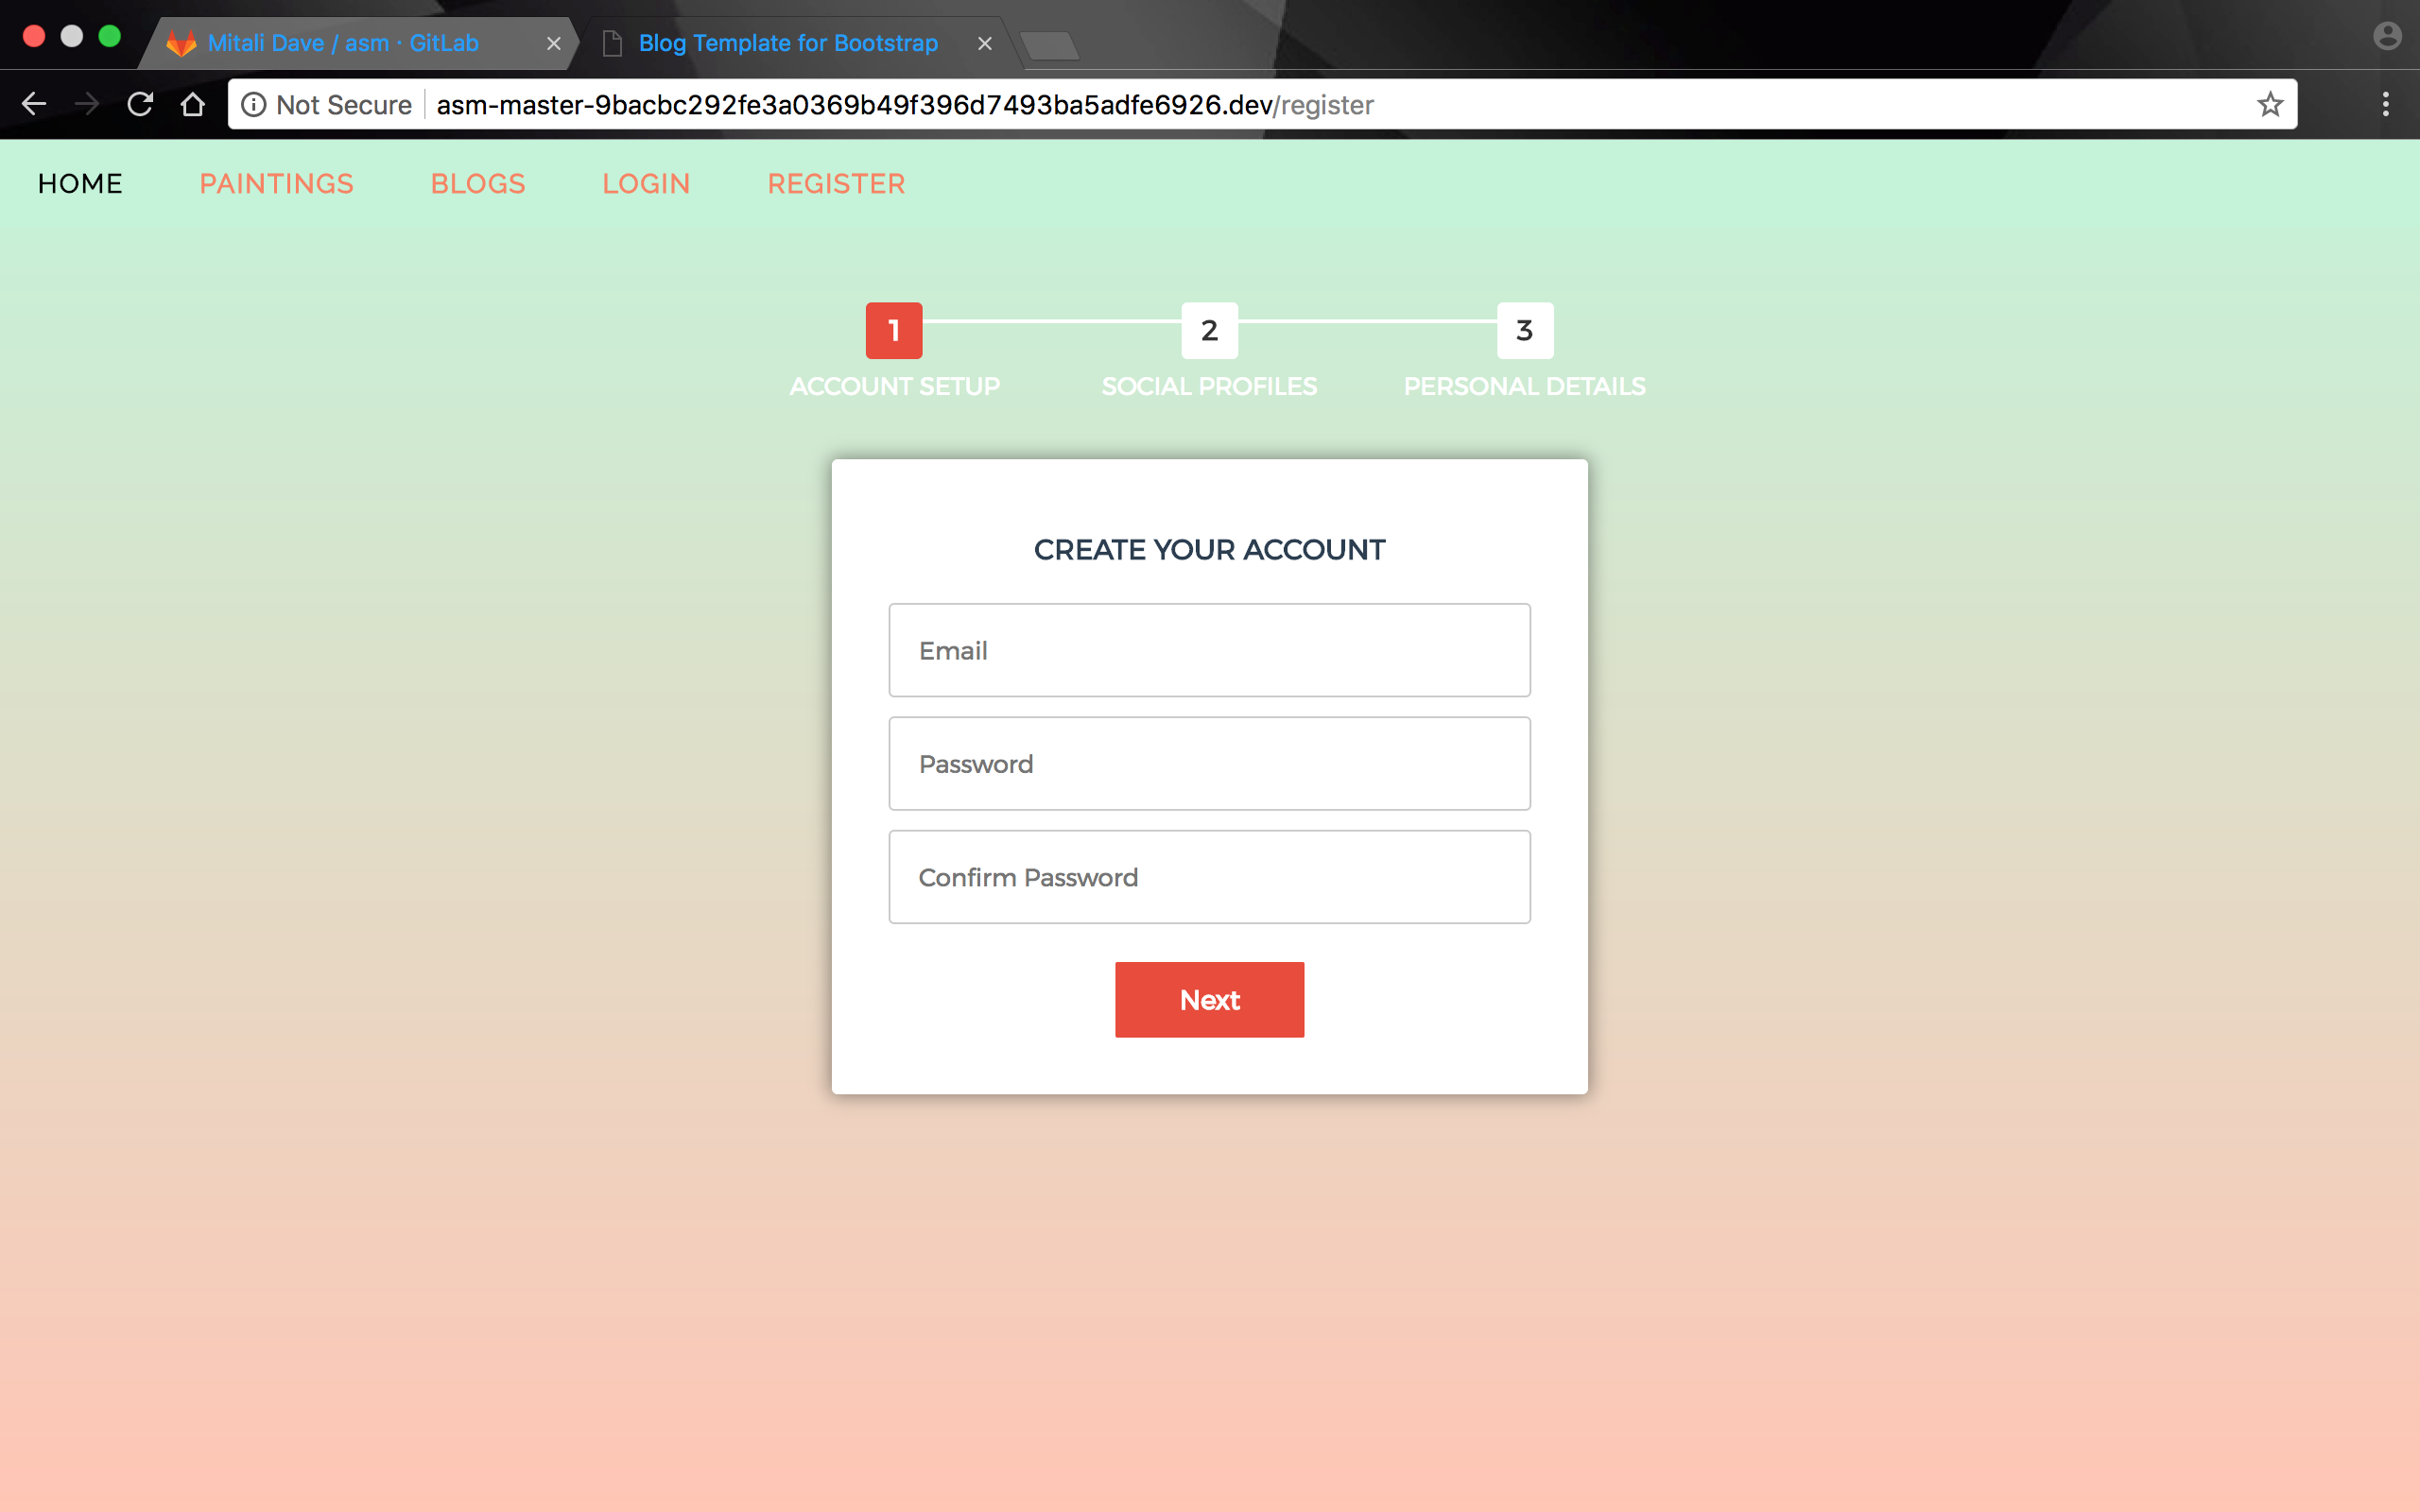 Mitali Dave / asm · GitLab
Blog Template for Bootstrap
Not Secure asm-master-9bacbc292fe3a0369b49f396d7493ba5adfe6926.dev/register
HOME PAINTINGS BLOGS LOGIN REGISTER
1 2 3
ACCOUNT SETUP SOCIAL PROFILES PERSONAL DETAILS
CREATE YOUR ACCOUNT
Email
Password
Confirm Password
Next